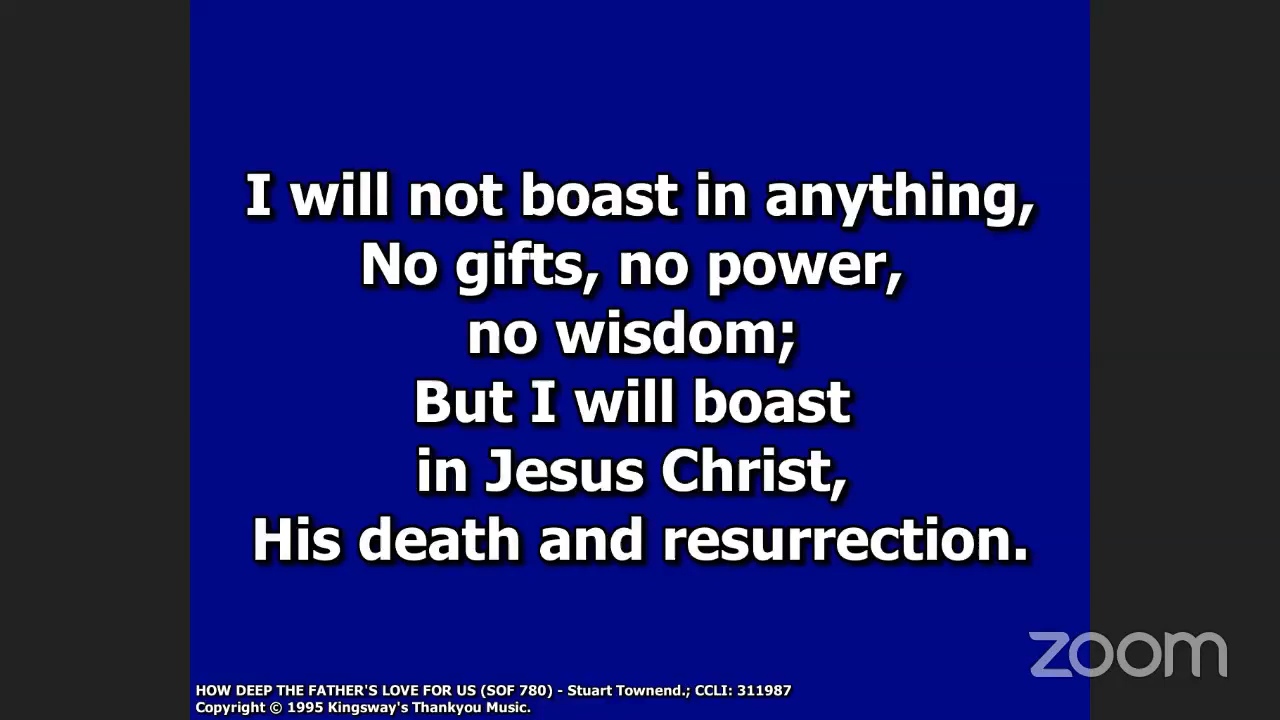 I will not boast in anything,
No gifts, no power,
no wisdom;
But I will boast
in Jesus Christ,
His death and resurrection.
zoom
HOW DEEP THE FATHER'S LOVE FOR US (SOF 780) - Stuart Townend.; CCLI: 311987
Copyright © 1995 Kingsway's Thankyou Music.